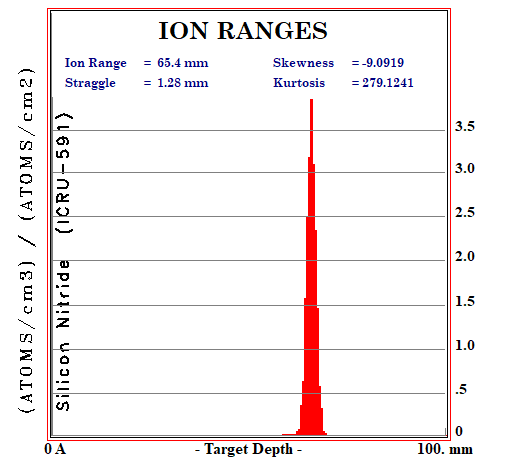 ION RANGES
Ion Range = 65.4 mm Skewness = -9.0919
Straggle = 1.28 mm Kurtosis = 279.1241
(ATOMS/cm3) / (ATOMS/cm2)
Silicon Nitride (ICRU-591)
3.5
3.0
2.5
2.0
1.5
1.0
.5
0
0 A - Target Depth - 100. mm